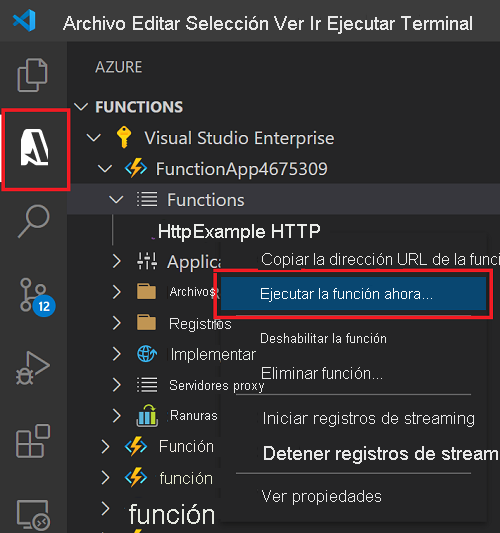 Archivo Editar Selección Ver Ir Ejecutar Terminal
AZURE
FUNCTIONS
Visual Studio Enterprise
FunctionApp4675309
Functions
HttpExample HTTP
Copiar la dirección URL de la funci
Applica
Ejecutar la función ahora...
Archivos
Registros
Deshabilitar la función
Implementar
Eliminar función...
Servidores proxy
Ranuras
Iniciar registros de streaming
Función
Detener registros de stream
función
Ver propiedades
función
12